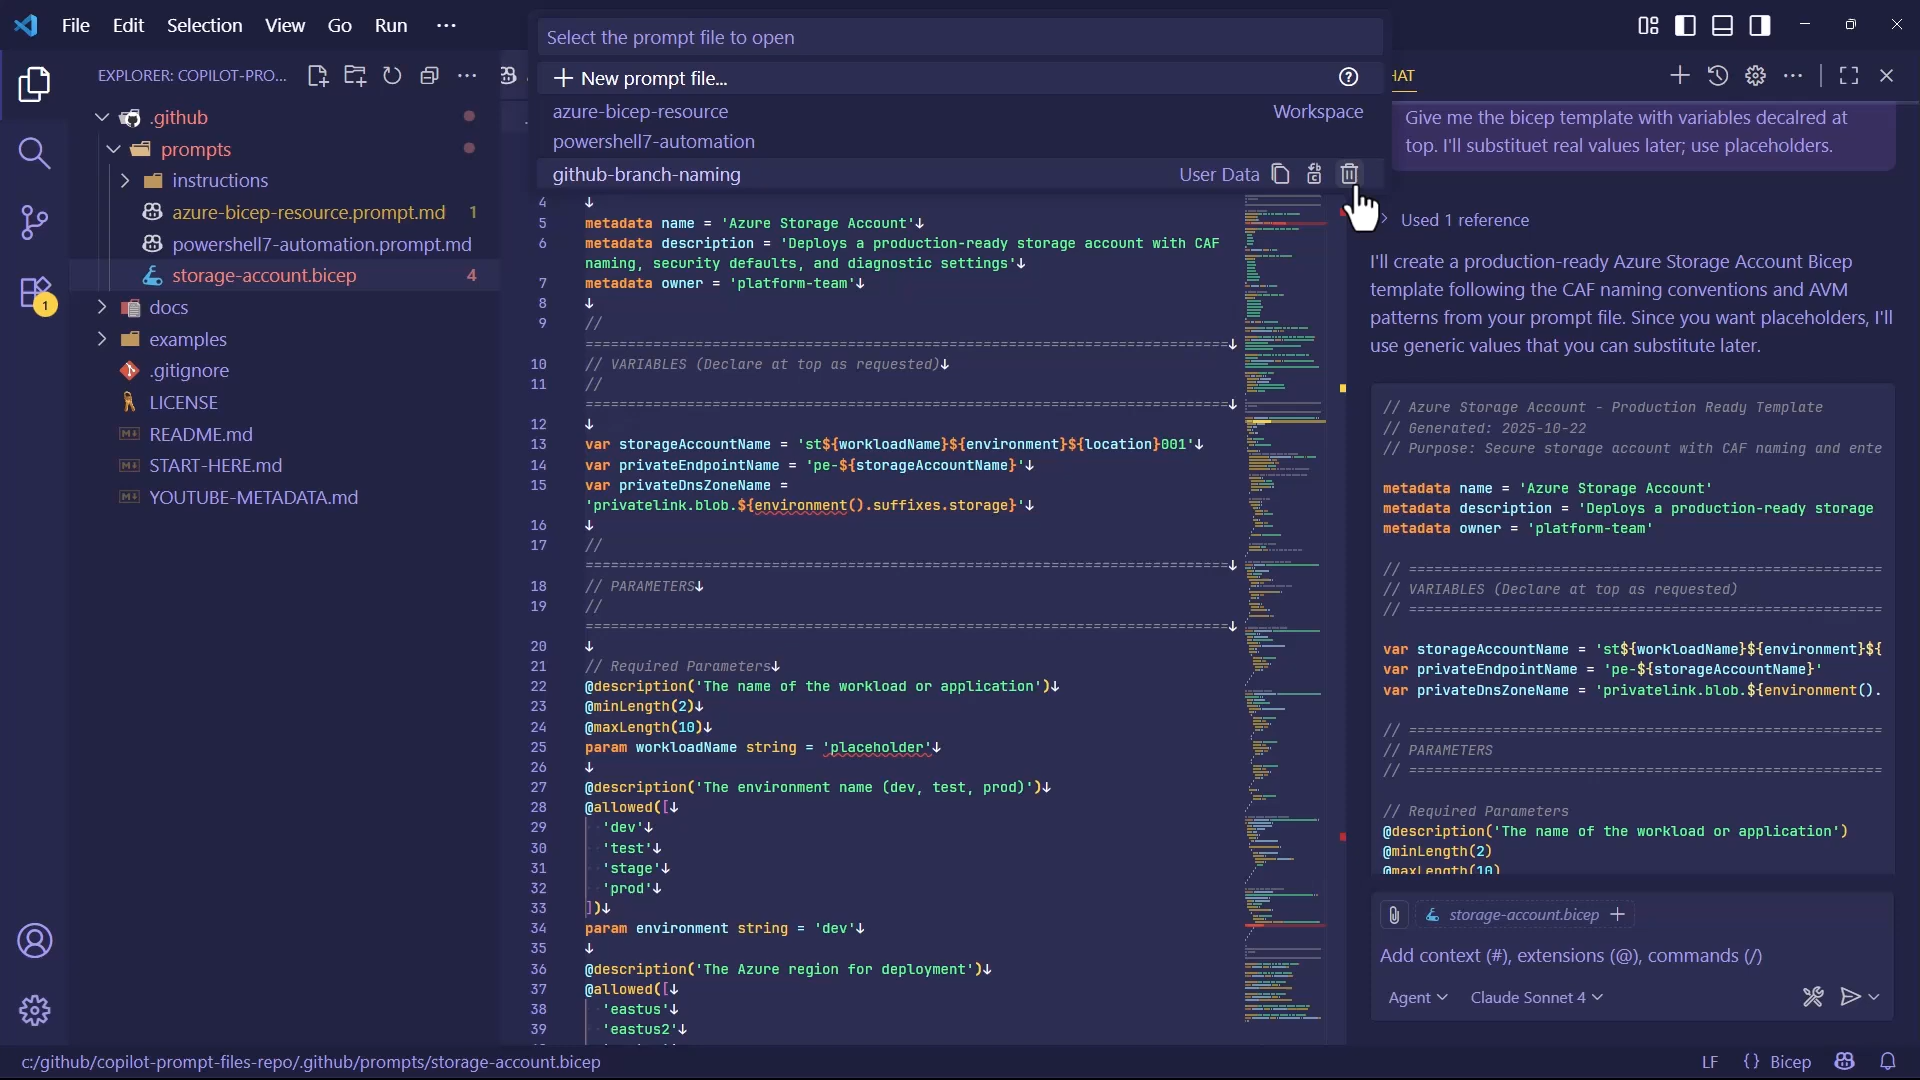 File Edit Selection View Go Run ···
Select the prompt file to open
New prompt file...
azure-bicep-resource Workspace
powershell7-automation
github-branch-naming User Data
EXPLORER: COPILOT-PRO...
.github
prompts
instructions
azure-bicep-resource.prompt.md 1
powershell7-automation.prompt.md
storage-account.bicep 4
docs
examples
.gitignore
LICENSE
README.md
START-HERE.md
YOUTUBE-METADATA.md
1
4 ↓
5 metadata name = 'Azure Storage Account'↓
6 metadata description = 'Deploys a production-ready storage account with CAF
naming, security defaults, and diagnostic settings'↓
7 metadata owner = 'platform-team'↓
8 ↓
9 //
============================================================================↓
10 // VARIABLES (Declare at top as requested)↓
11 //
============================================================================↓
12 ↓
13 var storageAccountName = 'st${workloadName}${environment}${location}001'↓
14 var privateEndpointName = 'pe-${storageAccountName}'↓
15 var privateDnsZoneName =
'privatelink.blob.${environment().suffixes.storage}'↓
16 ↓
17 //
============================================================================↓
18 // PARAMETERS↓
19 //
============================================================================↓
20 ↓
21 // Required Parameters↓
22 @description('The name of the workload or application')↓
23 @minLength(2)↓
24 @maxLength(10)↓
25 param workloadName string = 'placeholder'↓
26 ↓
27 @description('The environment name (dev, test, prod)')↓
28 @allowed([↓
29 'dev'↓
30 'test'↓
31 'stage'↓
32 'prod'↓
33 ])↓
34 param environment string = 'dev'↓
35 ↓
36 @description('The Azure region for deployment')↓
37 @allowed([↓
38 'eastus'↓
39 'eastus2'↓
HAT
Give me the bicep template with variables decalred at
top. I'll substituet real values later; use placeholders.
Used 1 reference
I'll create a production-ready Azure Storage Account Bicep
template following the CAF naming conventions and AVM
patterns from your prompt file. Since you want placeholders, I'll
use generic values that you can substitute later.
// Azure Storage Account - Production Ready Template
// Generated: 2025-10-22
// Purpose: Secure storage account with CAF naming and ente
metadata name = 'Azure Storage Account'
metadata description = 'Deploys a production-ready storage
metadata owner = 'platform-team'
// ========================================================
// VARIABLES (Declare at top as requested)
// ========================================================
var storageAccountName = 'st${workloadName}${environment}${
var privateEndpointName = 'pe-${storageAccountName}'
var privateDnsZoneName = 'privatelink.blob.${environment().
// ========================================================
// PARAMETERS
// ========================================================
// Required Parameters
@description('The name of the workload or application')
@minLength(2)
@maxLength(10)
storage-account.bicep
Add context (#), extensions (@), commands (/)
Agent Claude Sonnet 4
c:/github/copilot-prompt-files-repo/.github/prompts/storage-account.bicep LF {} Bicep